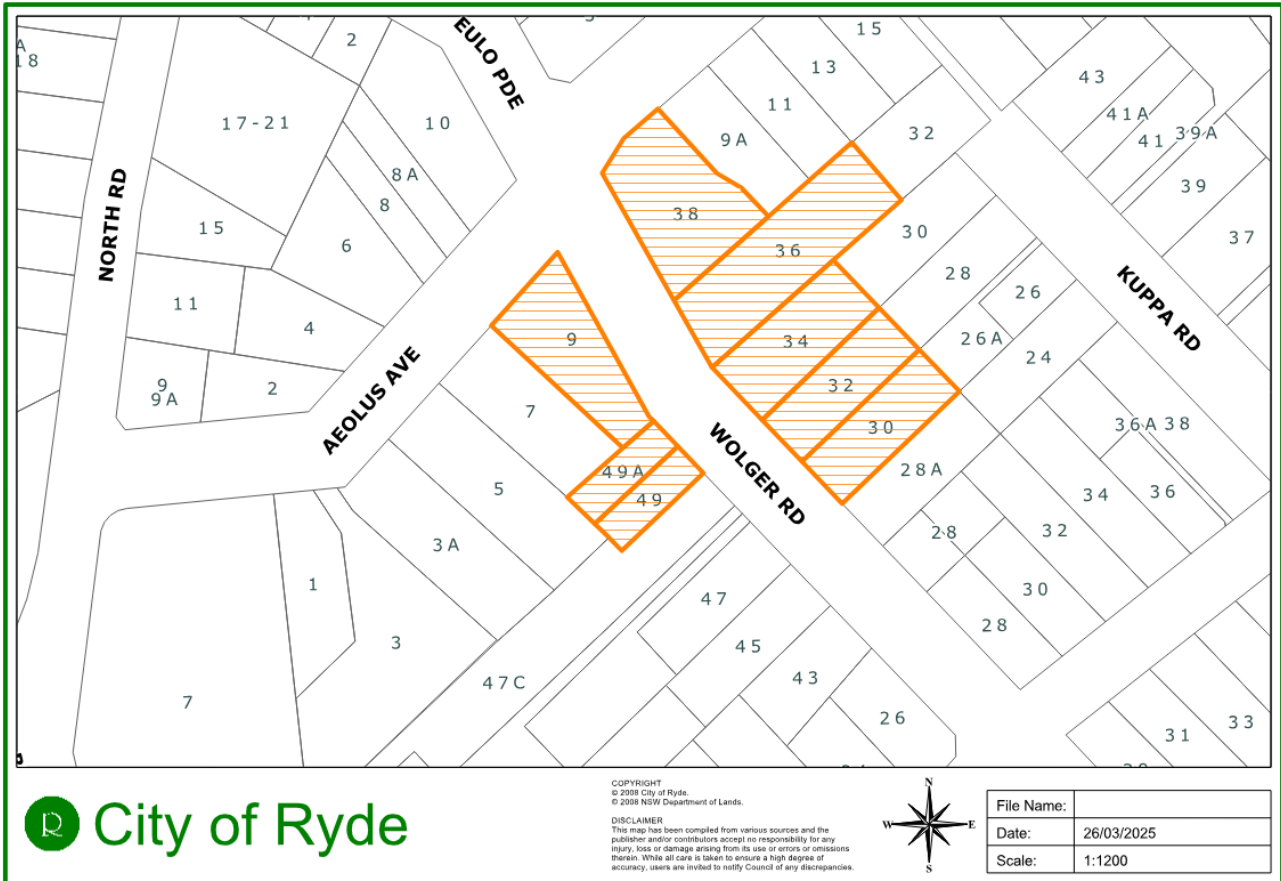 EULO PDE
15
2
A
18
13
43
11
41A
17-21
10
32
39A
9A
41
8A
39
NORTH RD
8
38
15
6
30
37
36
28
26
KUPPA RD
11
4
9
34
26A
24
9
9A
2
32
AEOLUS AVE
7
36A 38
30
WOLGER RD
49A
28A
5
49
34
36
28
32
3A
1
30
47
28
3
45
43
47C
7
26
33
31
City of Ryde
COPYRIGHT
© 2008 City of Ryde.
© 2008 NSW Department of Lands.
DISCLAIMER
This map has been compiled from various sources and the
publisher and/or contributors accept no responsibility for any
injury, loss or damage arising from its use or errors or omissions
therein. While all care is taken to ensure a high degree of
accuracy, users are invited to notify Council of any discrepancies.
N
W
E
S
File Name:
Date: 26/03/2025
Scale: 1:1200